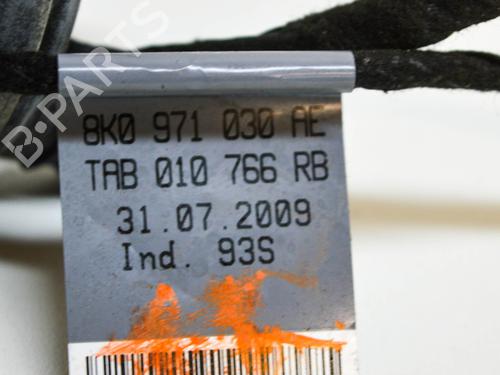 8K0 971 030 AE
TAB 010 766 RB
31.07.2009
Ind. 93S
B-PARTS